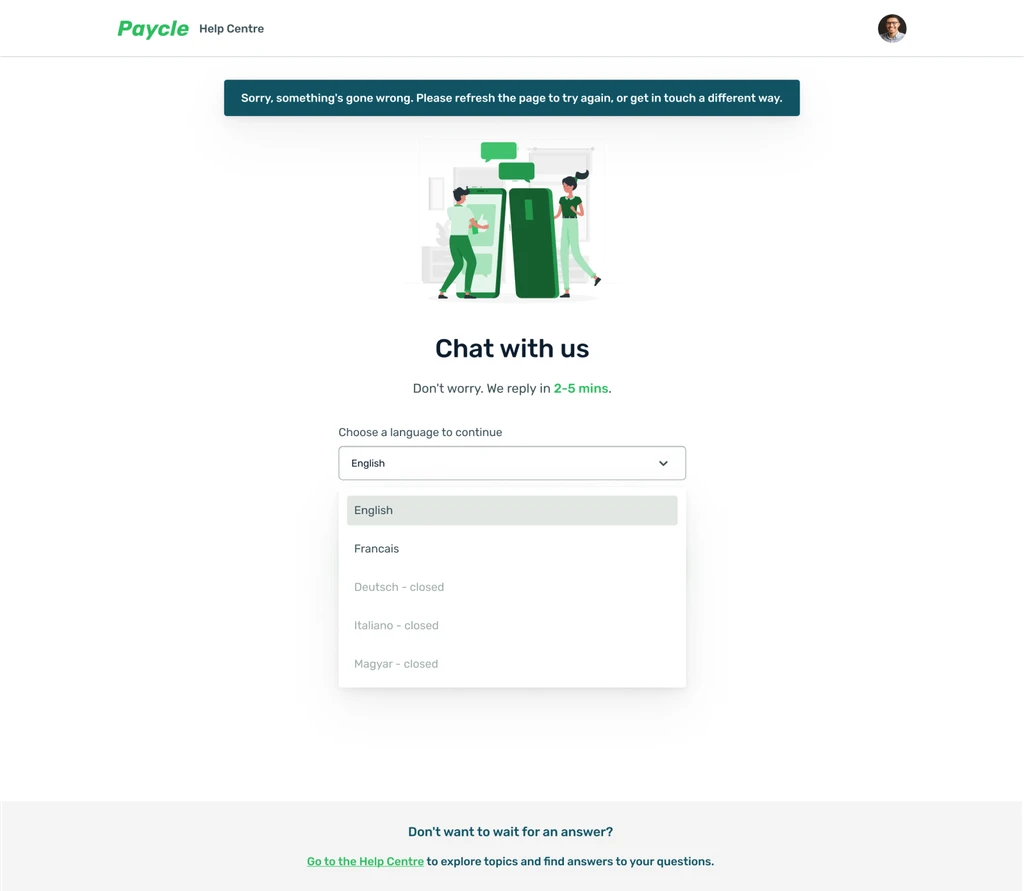 Paycle Help Centre
Sorry, something's gone wrong. Please refresh the page to try again, or get in touch a different way.
Chat with us
Don't worry. We reply in 2-5 mins.
Choose a language to continue
English
English
Francais
Deutsch - closed
Italiano - closed
Magyar - closed
Don't want to wait for an answer?
Go to the Help Centre to explore topics and find answers to your questions.